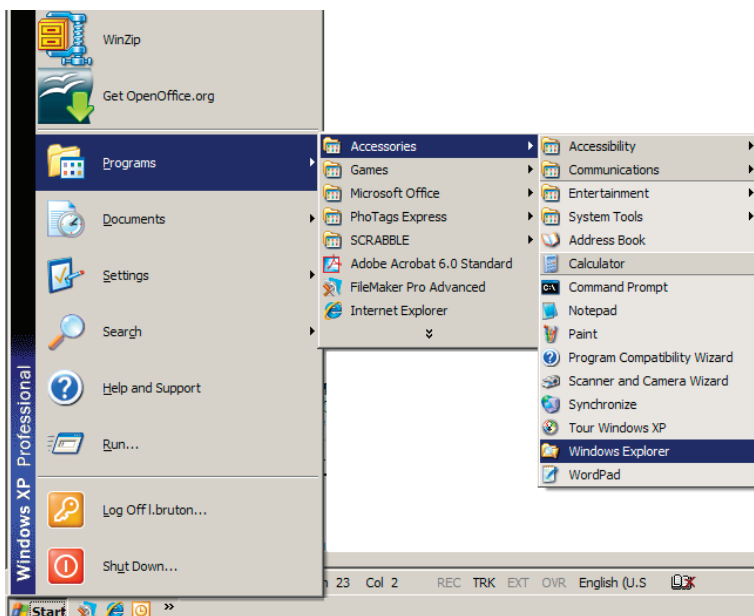 WinZip
Get OpenOffice.org
Programs
Documents
Settings
Search
Help and Support
Run...
Log Off l.bruton...
Shut Down...
Windows XP Professional
Accessories
Games
Microsoft Office
PhoTags Express
SCRABBLE
Adobe Acrobat 6.0 Standard
FileMaker Pro Advanced
Internet Explorer
Accessibility
Communications
Entertainment
System Tools
Address Book
Calculator
Command Prompt
Notepad
Paint
Program Compatibility Wizard
Scanner and Camera Wizard
Synchronize
Tour Windows XP
Windows Explorer
WordPad
23 Col 2 REC TRK EXT OVR English (U.S
Start